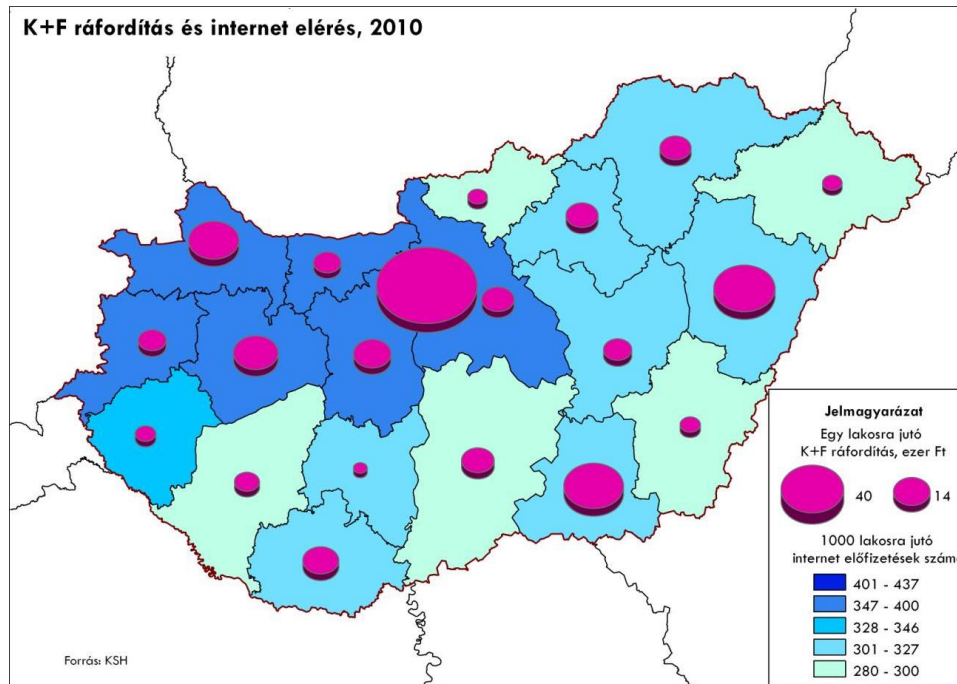 K+F ráfordítás és internet elérés, 2010
Jelmagyarázat
Egy lakosra jutó
K+F ráfordítás, ezer Ft
40 14
1000 lakosra jutó
internet előfizetések szám
401 - 437
347 - 400
328 - 346
301 - 327
280 - 300
Forrás: KSH